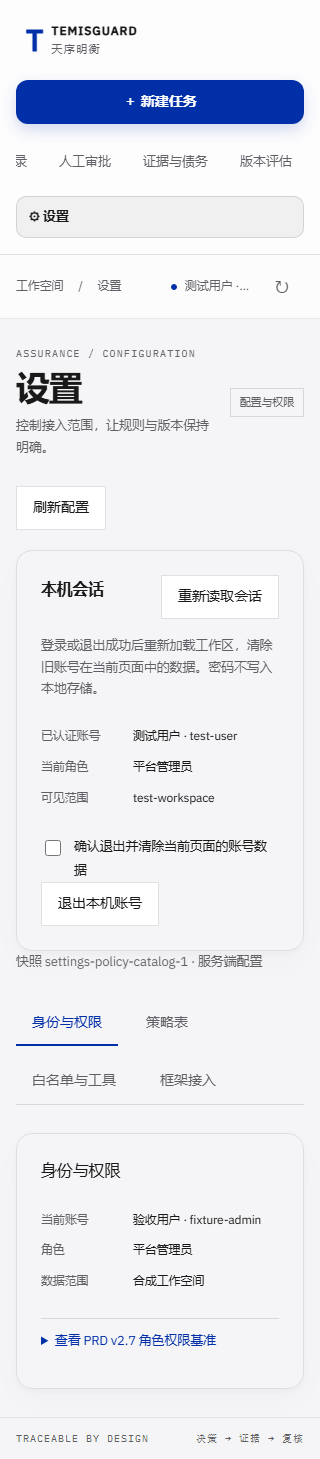 TEMISGUARD
天序明衡
+ 新建任务
录 人工审批 证据与债务 版本评估
⚙ 设置
工作空间 / 设置 测试用户 ·... ↻
ASSURANCE / CONFIGURATION
设置
控制接入范围，让规则与版本保持
明确。
配置与权限
刷新配置
本机会话
重新读取会话
登录或退出成功后重新加载工作区，清除
旧账号在当前页面中的数据。密码不写入
本地存储。
已认证账号 测试用户 · test-user
当前角色 平台管理员
可见范围 test-workspace
确认退出并清除当前页面的账号数
据
退出本机账号
快照 settings-policy-catalog-1 · 服务端配置
身份与权限 策略表
白名单与工具 框架接入
身份与权限
当前账号 验收用户 · fixture-admin
角色 平台管理员
数据范围 合成工作空间
▶ 查看 PRD v2.7 角色权限基准
TRACEABLE BY DESIGN 决策 → 证据 → 复核